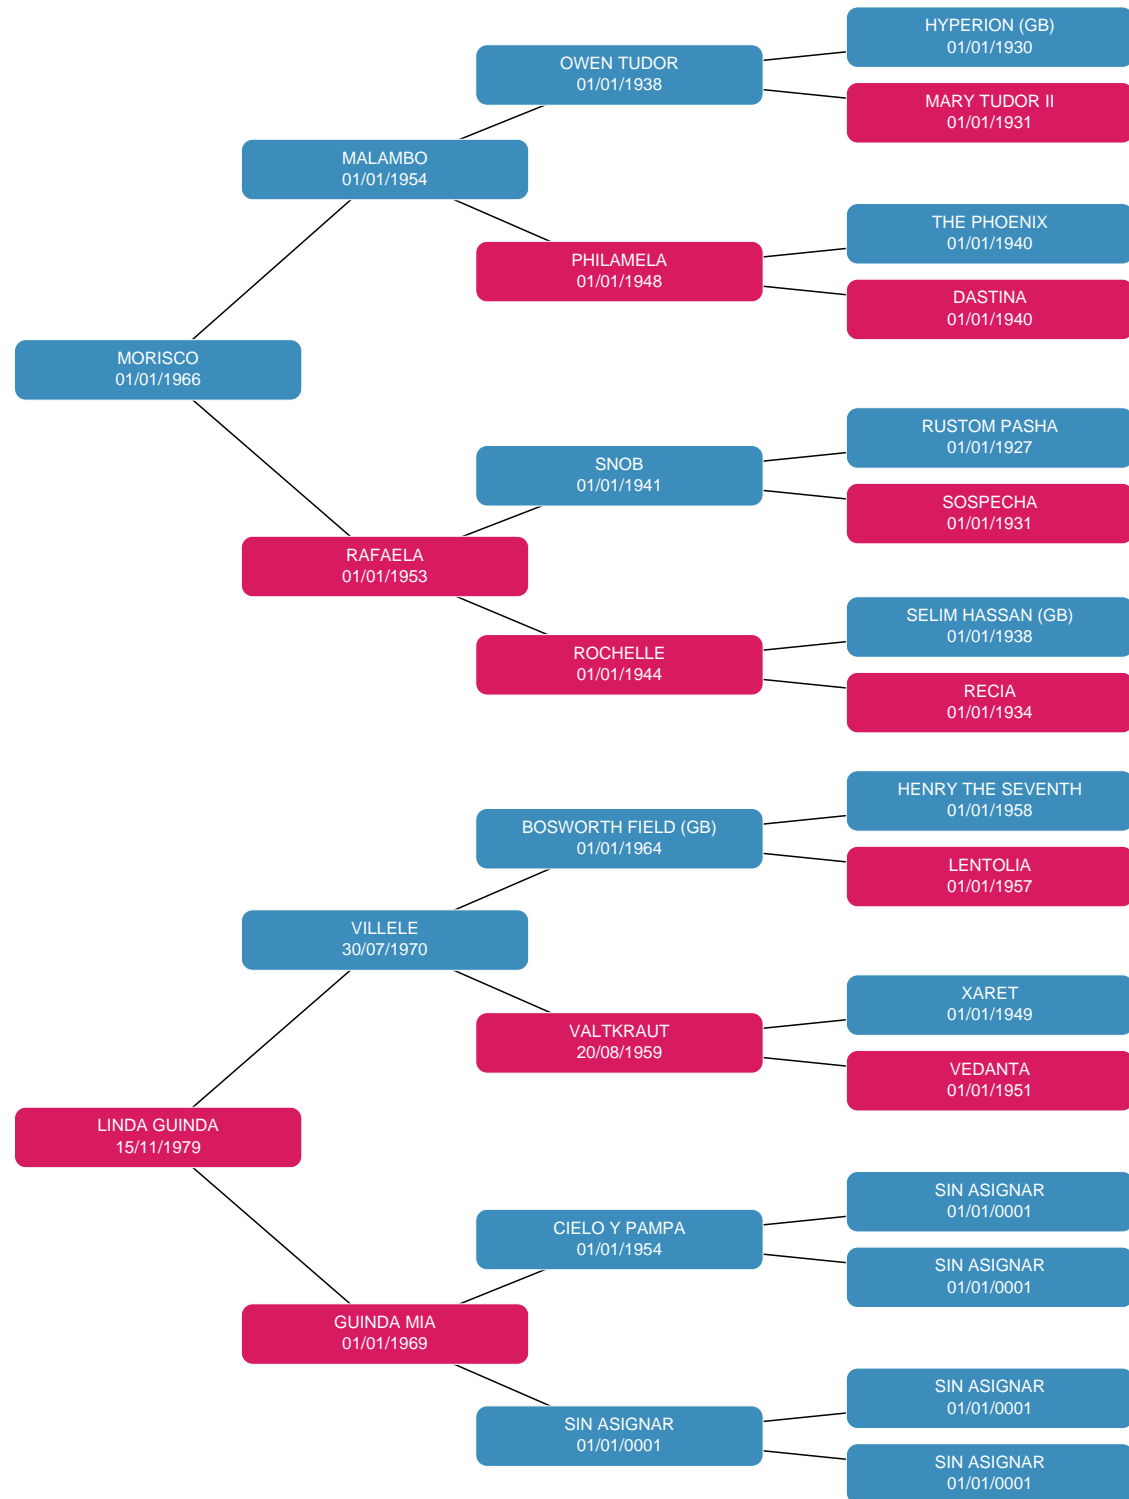 HYPERION (GB)
01/01/1930
OWEN TUDOR
01/01/1938
MARY TUDOR II
01/01/1931
MALAMBO
01/01/1954
THE PHOENIX
01/01/1940
PHILAMELA
01/01/1948
DASTINA
01/01/1940
MORISCO
01/01/1966
RUSTOM PASHA
01/01/1927
SNOB
01/01/1941
SOSPECHA
01/01/1931
RAFAELA
01/01/1953
SELIM HASSAN (GB)
01/01/1938
ROCHELLE
01/01/1944
RECIA
01/01/1934
HENRY THE SEVENTH
01/01/1958
BOSWORTH FIELD (GB)
01/01/1964
LENTOLIA
01/01/1957
VILLELE
30/07/1970
XARET
01/01/1949
VALTKRAUT
20/08/1959
VEDANTA
01/01/1951
LINDA GUINDA
15/11/1979
SIN ASIGNAR
01/01/0001
CIELO Y PAMPA
01/01/1954
SIN ASIGNAR
01/01/0001
GUINDA MIA
01/01/1969
SIN ASIGNAR
01/01/0001
SIN ASIGNAR
01/01/0001
SIN ASIGNAR
01/01/0001